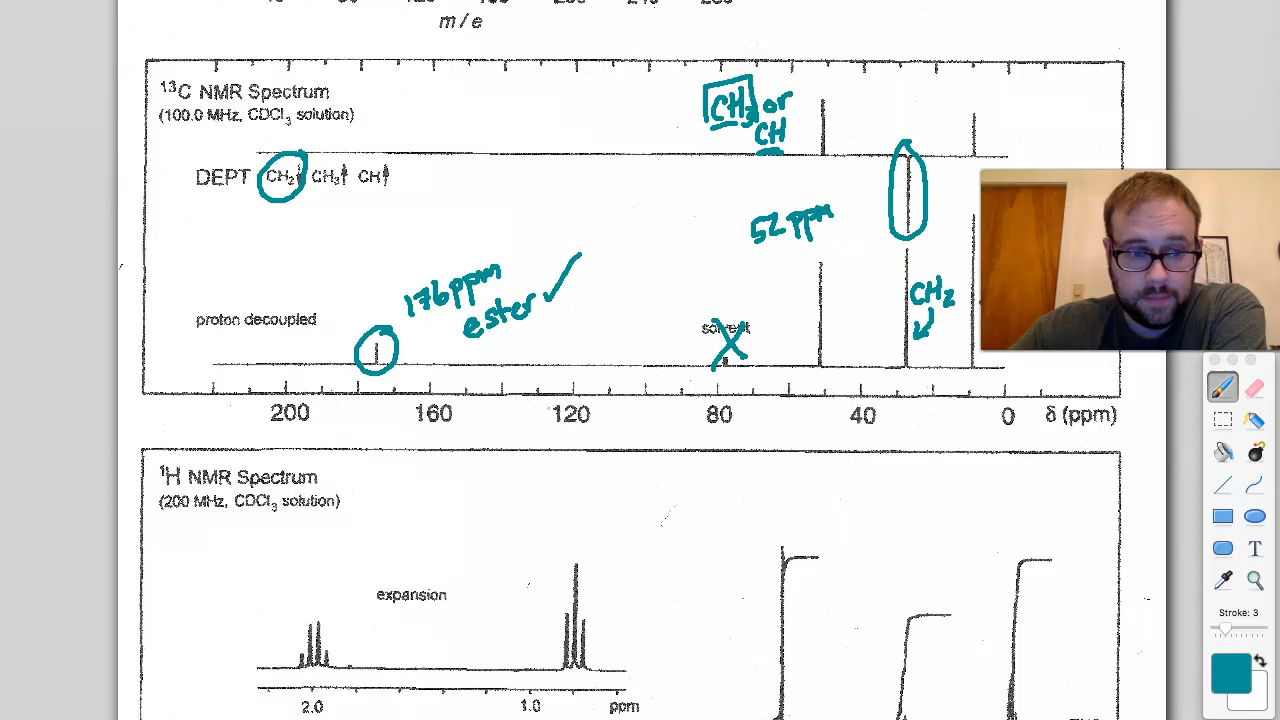 m / e
13C NMR Spectrum
(100.0 MHz, CDCl3 solution)
CH3 or
CH
DEPT CH2 CH3 CH
52 ppm
176 ppm
ester
CH2
proton decoupled
solvent
200 160 120 80 40 0 δ (ppm)
1H NMR Spectrum
(200 MHz, CDCl3 solution)
expansion
2.0 1.0 ppm
T
Stroke: 3